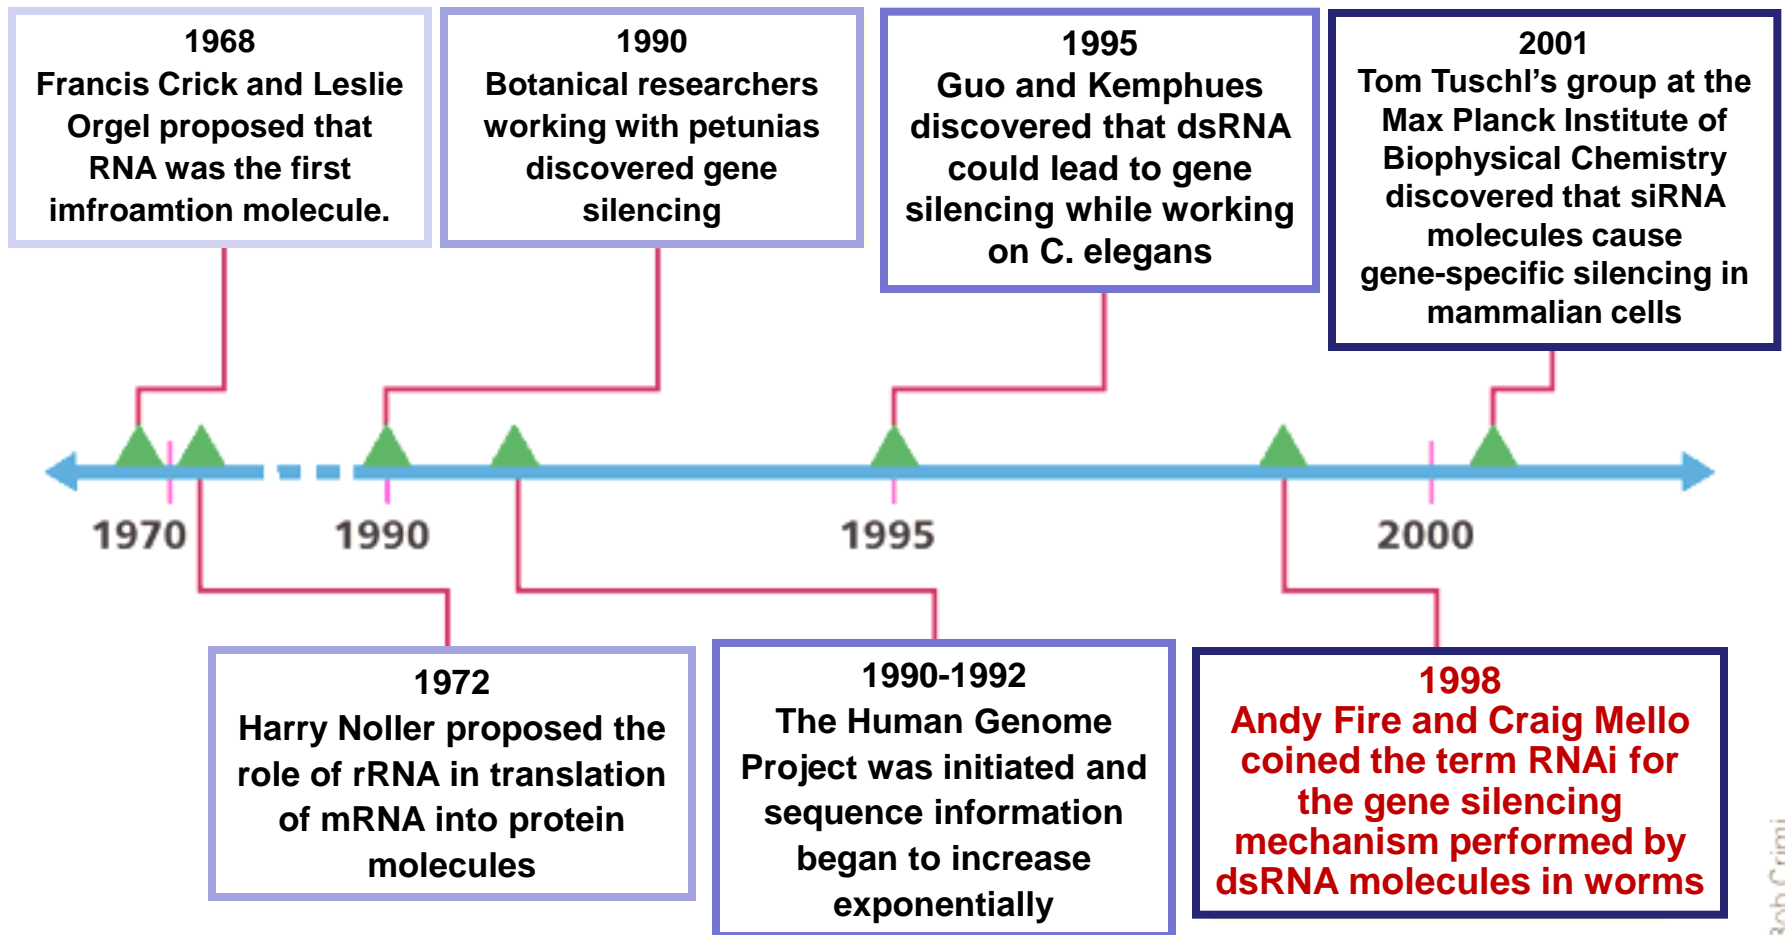 1968
Francis Crick and Leslie
Orgel proposed that
RNA was the first
imfroamtion molecule.
1990
Botanical researchers
working with petunias
discovered gene
silencing
1995
Guo and Kemphues
discovered that dsRNA
could lead to gene
silencing while working
on C. elegans
2001
Tom Tuschl’s group at the
Max Planck Institute of
Biophysical Chemistry
discovered that siRNA
molecules cause
gene-specific silencing in
mammalian cells
1970
1990
1995
2000
1972
Harry Noller proposed the
role of rRNA in translation
of mRNA into protein
molecules
1990-1992
The Human Genome
Project was initiated and
sequence information
began to increase
exponentially
1998
Andy Fire and Craig Mello
coined the term RNAi for
the gene silencing
mechanism performed by
dsRNA molecules in worms
Bob Crimi